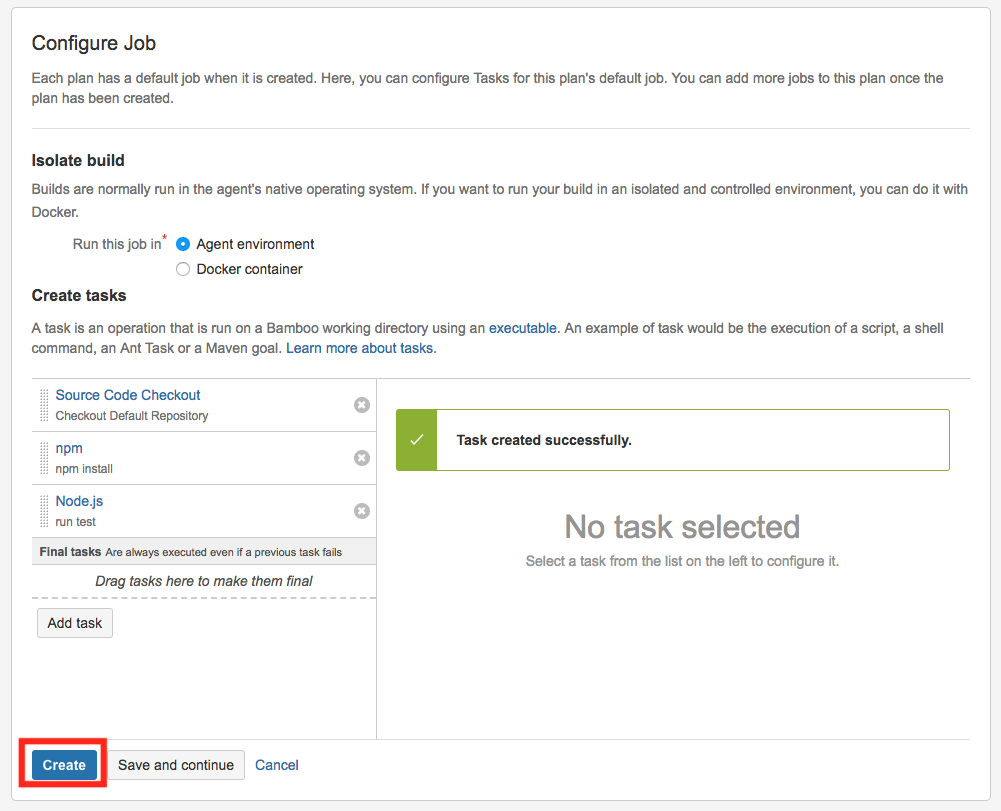 Configure Job
Each plan has a default job when it is created. Here, you can configure Tasks for this plan's default job. You can add more jobs to this plan once the
plan has been created.
Isolate build
Builds are normally run in the agent's native operating system. If you want to run your build in an isolated and controlled environment, you can do it with
Docker.
Run this job in* Agent environment
Docker container
Create tasks
A task is an operation that is run on a Bamboo working directory using an executable. An example of task would be the execution of a script, a shell
command, an Ant Task or a Maven goal. Learn more about tasks.
Source Code Checkout
Checkout Default Repository
npm
npm install
Node.js
run test
Final tasks Are always executed even if a previous task fails
Drag tasks here to make them final
Add task
Task created successfully.
No task selected
Select a task from the list on the left to configure it.
Create Save and continue Cancel